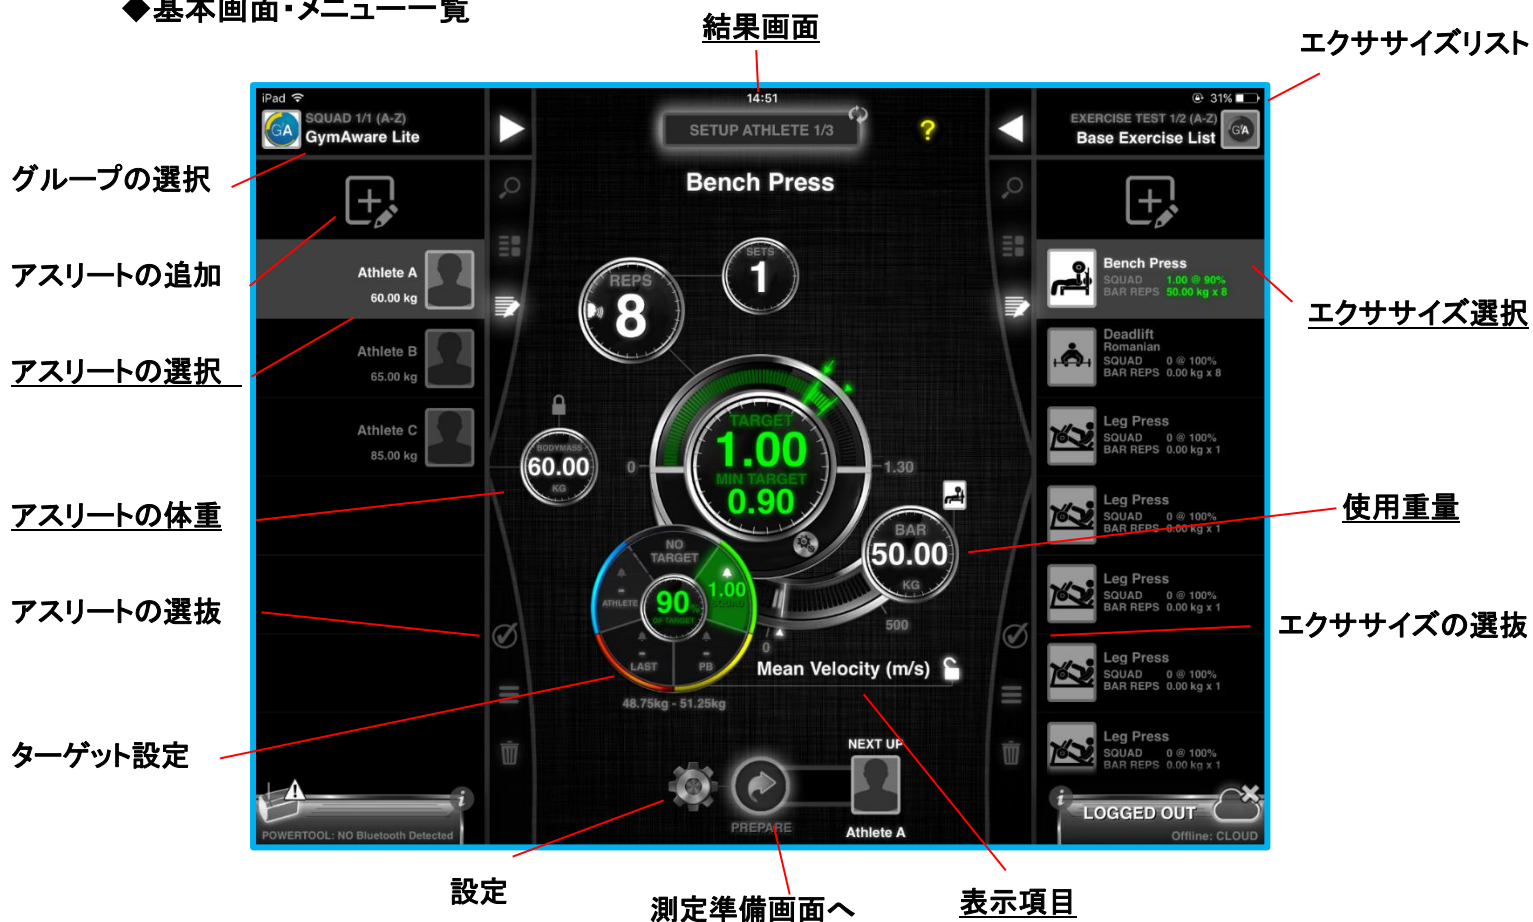 ◆基本画面・メニュー一覧
結果画面
エクササイズリスト
iPad
14:51
31%
SQUAD 1/1 (A-Z)
GymAware Lite
SETUP ATHLETE 1/3
?
EXERCISE TEST 1/2 (A-Z)
Base Exercise List
GA
GA
グループの選択
Bench Press
アスリートの追加
Athlete A
60.00 kg
SETS
1
REPS
8
Bench Press
SQUAD 1.00 @ 90%
BAR REPS 50.00 kg x 8
エクササイズ選択
アスリートの選択
Athlete B
65.00 kg
Deadlift
Romanian
SQUAD 0 @ 100%
BAR REPS 0.00 kg x 8
Athlete C
85.00 kg
TARGET
1.00
MIN TARGET
0.90
0
1.30
BODYMASS
60.00
KG
Leg Press
SQUAD 0 @ 100%
BAR REPS 0.00 kg x 1
アスリートの体重
使用重量
BAR
50.00
KG
Leg Press
SQUAD 0 @ 100%
BAR REPS 0.00 kg x 1
NO
TARGET
1.00
SQUAD
-
ATHLETE
90%
OF TARGET
-
LAST
-
PB
0
500
Leg Press
SQUAD 0 @ 100%
BAR REPS 0.00 kg x 1
アスリートの選抜
エクササイズの選抜
Mean Velocity (m/s)
48.75kg - 51.25kg
Leg Press
SQUAD 0 @ 100%
BAR REPS 0.00 kg x 1
ターゲット設定
NEXT UP
Leg Press
SQUAD 0 @ 100%
BAR REPS 0.00 kg x 1
i
i
POWERTOOL: NO Bluetooth Detected
PREPARE
Athlete A
LOGGED OUT
Offline: CLOUD
設定
測定準備画面へ
表示項目